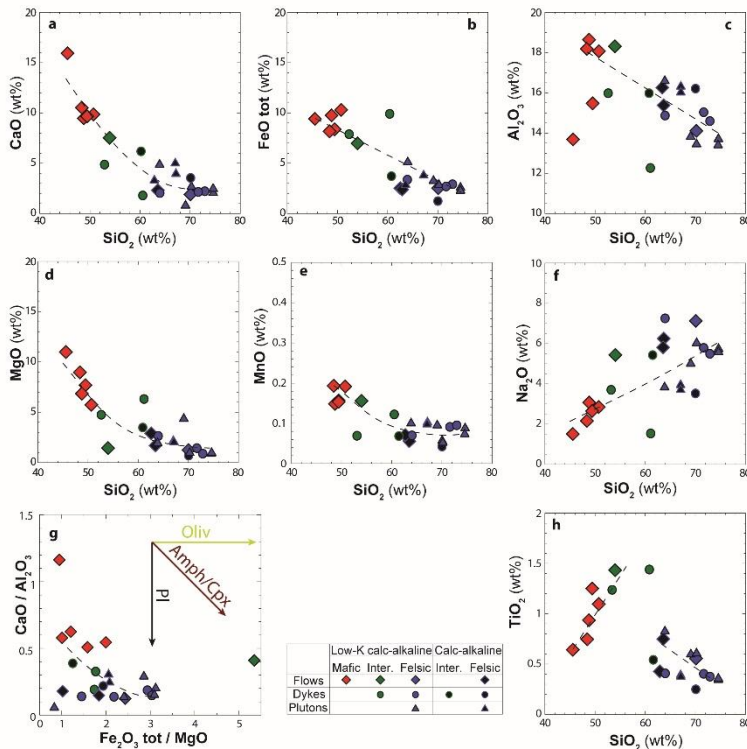 a
CaO (wt%)
20
15
10
5
0
40 50 60 70 80
SiO2 (wt%)
b
FeO tot (wt%)
20
15
10
5
0
40 50 60 70 80
SiO2 (wt%)
c
Al2O3 (wt%)
20
18
16
14
12
10
40 50 60 70 80
SiO2 (wt%)
d
MgO (wt%)
20
15
10
5
0
40 50 60 70 80
SiO2 (wt%)
e
MnO (wt%)
0.5
0.4
0.3
0.2
0.1
0
40 50 60 70 80
SiO2 (wt%)
f
Na2O (wt%)
10
8
6
4
2
0
40 50 60 70 80
SiO2 (wt%)
g
CaO / Al2O3
1.5
1
0.5
0
Oliv
Amph/Cpx
Pl
0 1 2 3 4 5
Fe2O3 tot / MgO
Low-K calc-alkaline Calc-alkaline
Mafic Inter. Felsic Inter. Felsic
Flows
Dykes
Plutons
h
TiO2 (wt%)
2
1.5
1
0.5
0
40 50 60 70 80
SiO2 (wt%)